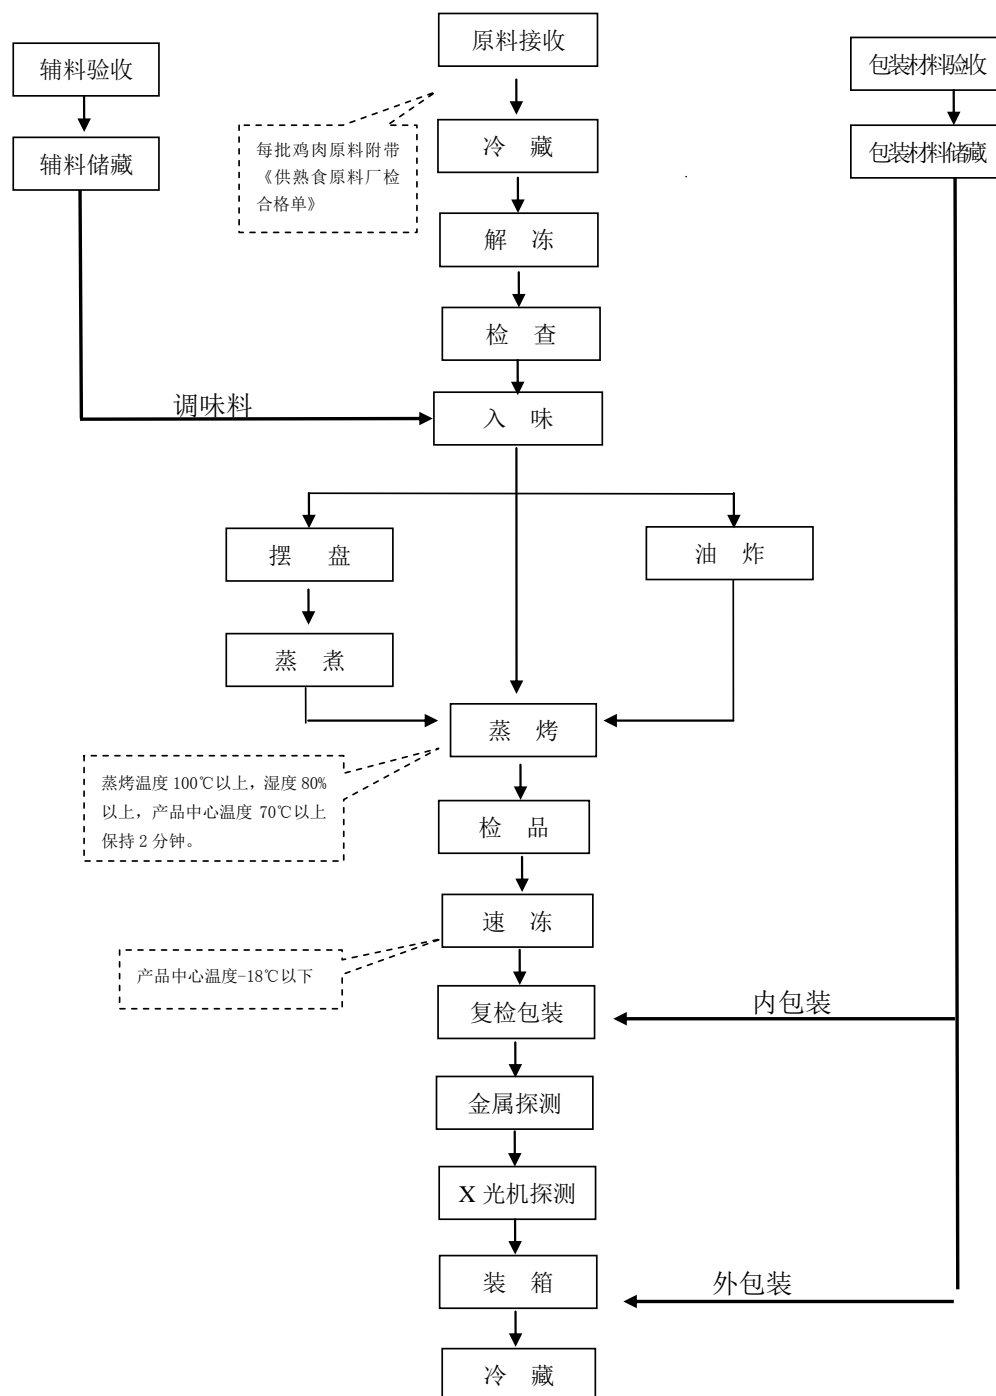 原料接收
辅料验收
包装材料验收
辅料储藏
冷 藏
包装材料储藏
每批鸡肉原料附带
《供熟食原料厂检
合格单》
解 冻
检 查
调味料
入 味
摆 盘
油 炸
蒸 煮
蒸 烤
蒸烤温度 100℃以上，湿度 80%
以上，产品中心温度 70℃以上
保持 2 分钟。
检 品
速 冻
产品中心温度-18℃以下
复检包装
内包装
金属探测
X 光机探测
装 箱
外包装
冷 藏